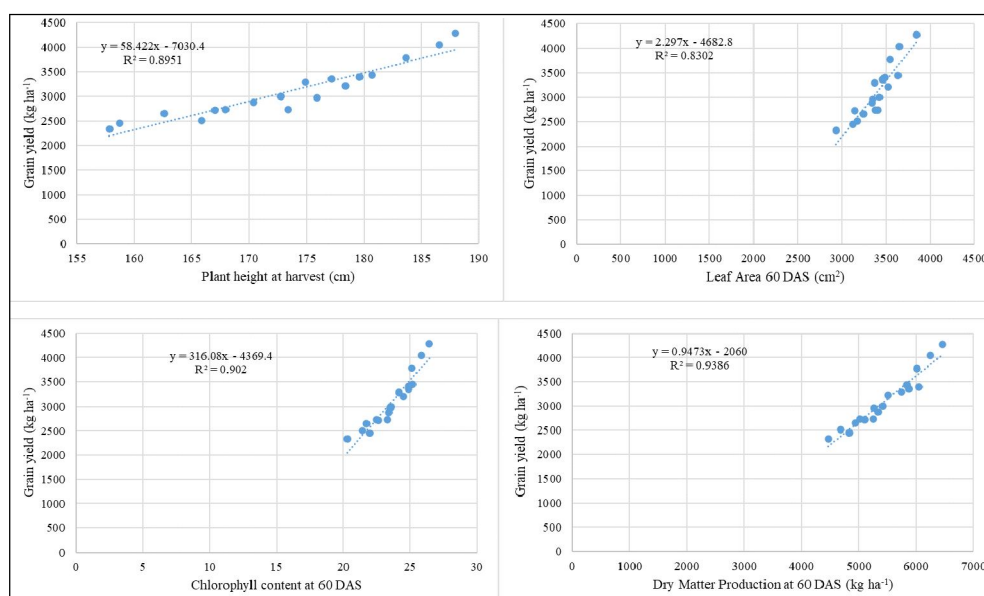 4500
4000
3500
3000
2500
2000
1500
1000
500
0
Grain yield (kg ha⁻¹)
y = 58.422x - 7030.4
R² = 0.8951
155 160 165 170 175 180 185 190
Plant height at harvest (cm)
4500
4000
3500
3000
2500
2000
1500
1000
500
0
Grain yield (kg ha⁻¹)
y = 2.297x - 4682.8
R² = 0.8302
0 500 1000 1500 2000 2500 3000 3500 4000 4500
Leaf Area 60 DAS (cm²)
4500
4000
3500
3000
2500
2000
1500
1000
500
0
Grain yield (kg ha⁻¹)
y = 316.08x - 4369.4
R² = 0.902
0 5 10 15 20 25 30
Chlorophyll content at 60 DAS
4500
4000
3500
3000
2500
2000
1500
1000
500
0
Grain yield (kg ha⁻¹)
y = 0.9473x - 2060
R² = 0.9386
0 1000 2000 3000 4000 5000 6000 7000
Dry Matter Production at 60 DAS (kg ha⁻¹)